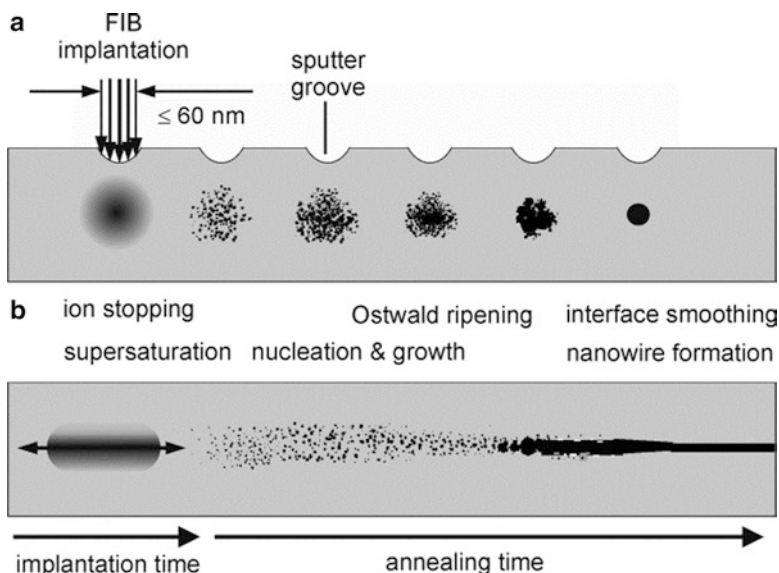 a
FIB
implantation
≤ 60 nm
sputter
groove
b
ion stopping
Ostwald ripening
interface smoothing
supersaturation
nucleation & growth
nanowire formation
implantation time
annealing time